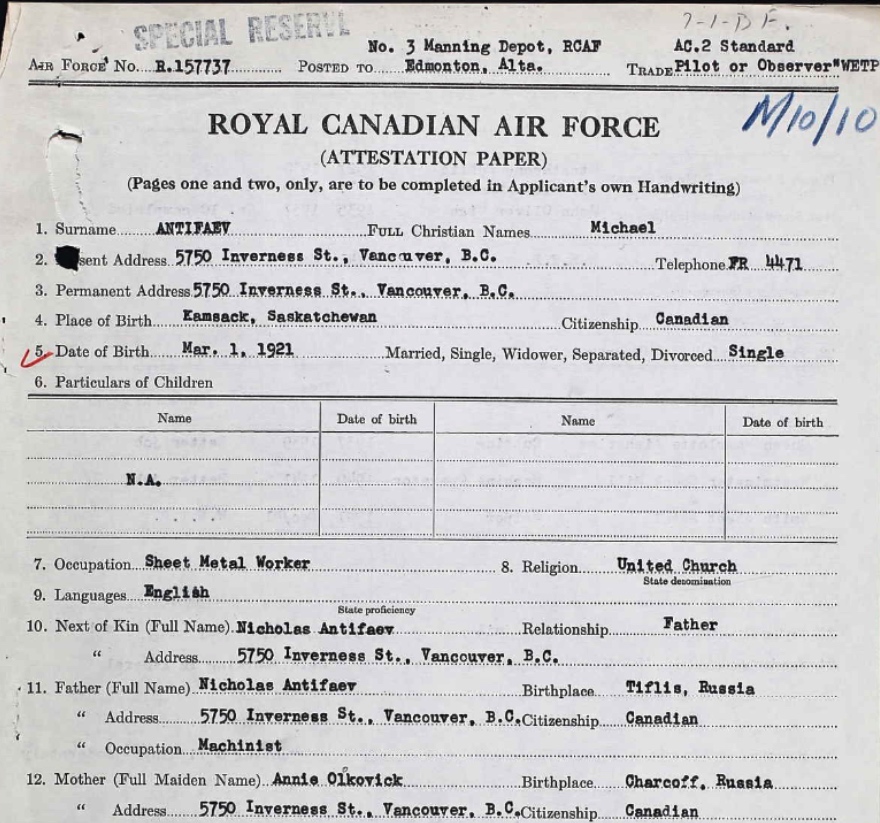 7-1-D F.
SPECIAL RESERVE
No. 3 Manning Depot, RCAF AC.2 Standard
AIR FORCE No. R.157737 POSTED TO Edmonton, Alta. TRADE Pilot or Observer"WETP
M/10/10
ROYAL CANADIAN AIR FORCE
(ATTESTATION PAPER)
(Pages one and two, only, are to be completed in Applicant's own Handwriting)
1. Surname ANTIFAEV FULL Christian Names Michael
2. sent Address 5750 Inverness St., Vancouver, B.C. Telephone FR 4471
3. Permanent Address 5750 Inverness St., Vancouver, B.C.
4. Place of Birth Kamsack, Saskatchewan Citizenship Canadian
5. Date of Birth Mar. 1, 1921 Married, Single, Widower, Separated, Divorced Single
6. Particulars of Children
Name Date of birth Name Date of birth
N.A.
7. Occupation Sheet Metal Worker 8. Religion United Church
State denomination
9. Languages English
State proficiency
10. Next of Kin (Full Name) Nicholas Antifaev Relationship Father
" Address 5750 Inverness St., Vancouver, B.C.
11. Father (Full Name) Nicholas Antifaev Birthplace Tiflis, Russia
" Address 5750 Inverness St., Vancouver, B.C. Citizenship Canadian
" Occupation Machinist
12. Mother (Full Maiden Name) Annie Olkovick Birthplace Charcoff, Russia
" Address 5750 Inverness St., Vancouver, B.C. Citizenship Canadian